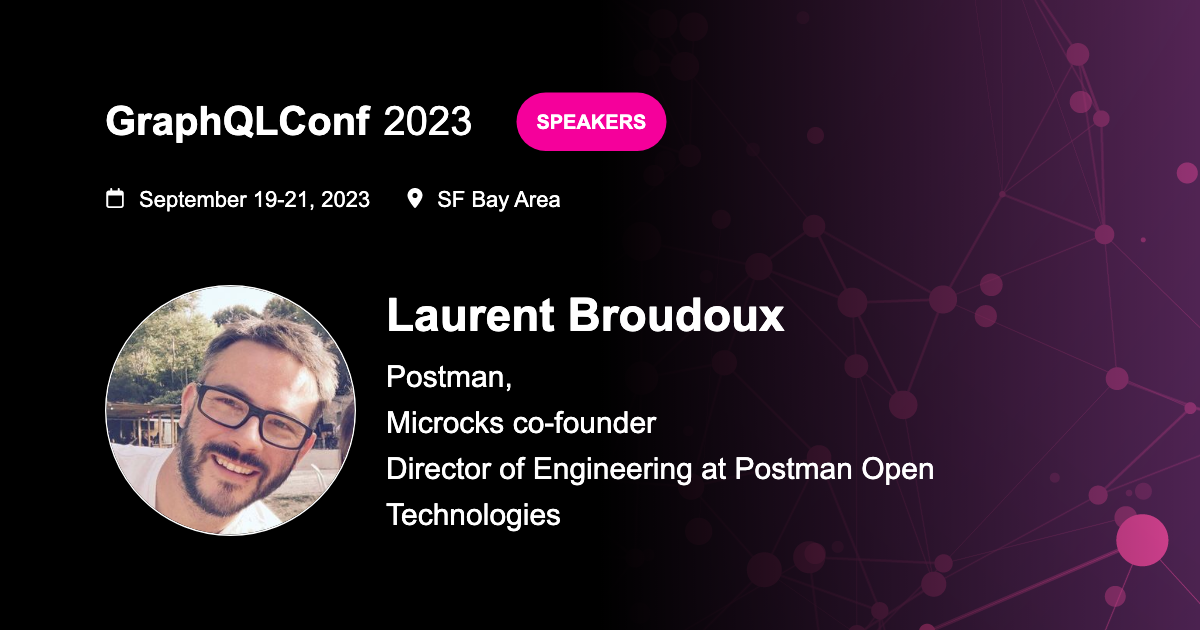 GraphQLConf 2023
SPEAKERS
September 19-21, 2023
SF Bay Area
Laurent Broudoux
Postman,
Microcks co-founder
Director of Engineering at Postman Open
Technologies